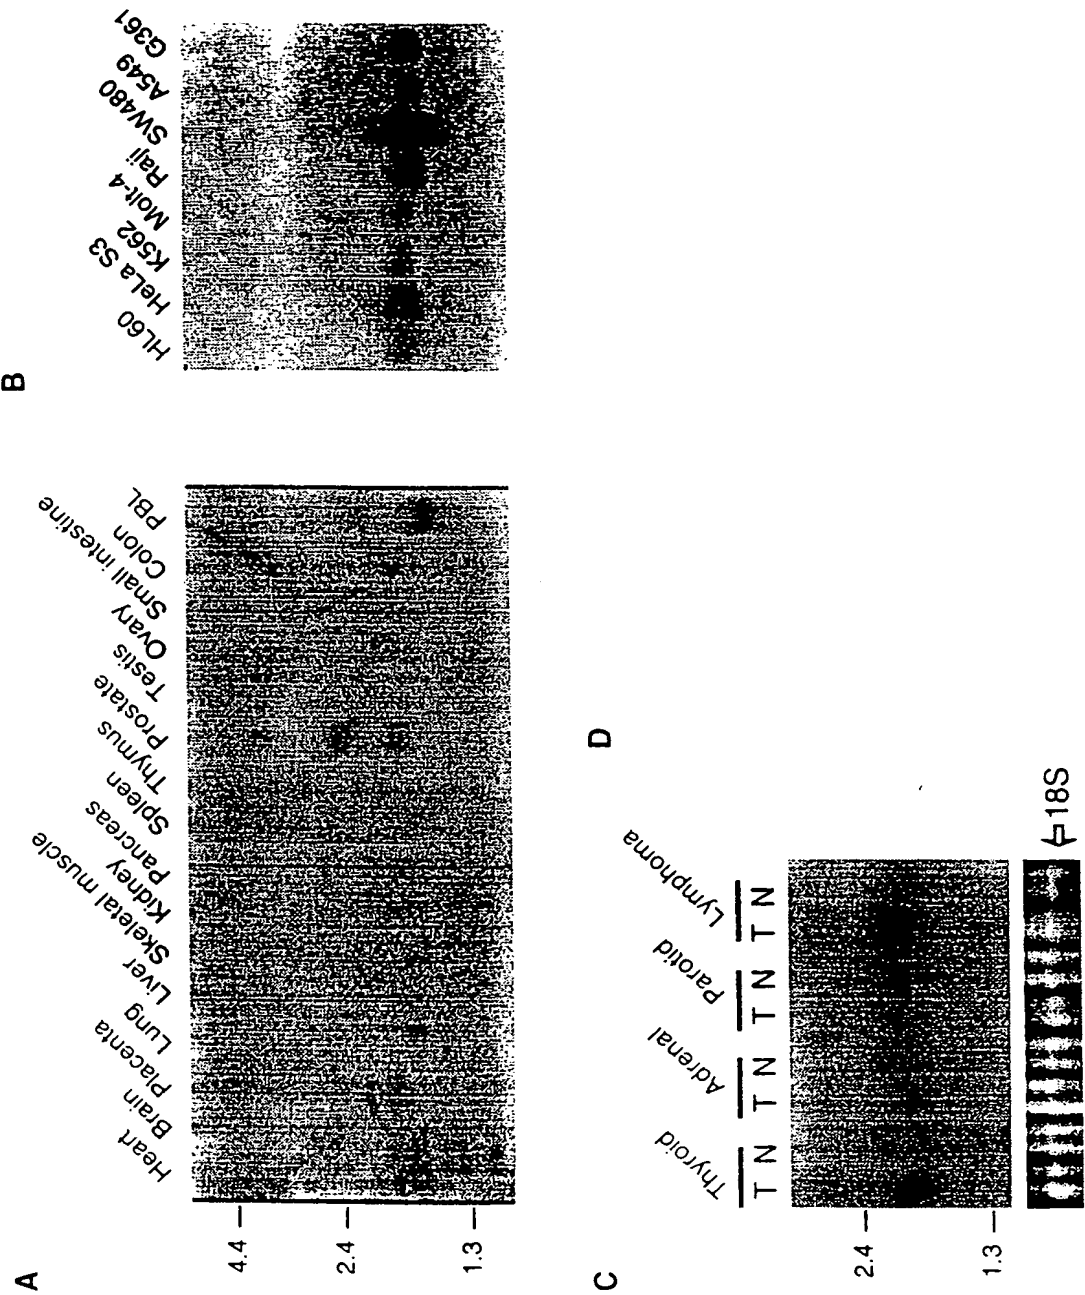 A
Heart
Brain
Placenta
Lung
Liver
Skeletal muscle
Kidney
Pancreas
Spleen
Thymus
Prostate
Testis
Ovary
Small intestine
Colon
PBL
4.4
2.4
1.3
B
HL60
HeLa S3
K562
Molt-4
Raji
SW480
A549
G361
C
Thyroid
Adrenal
Parotid
Lymphoma
T N T N T N T N
2.4
1.3
18S
D